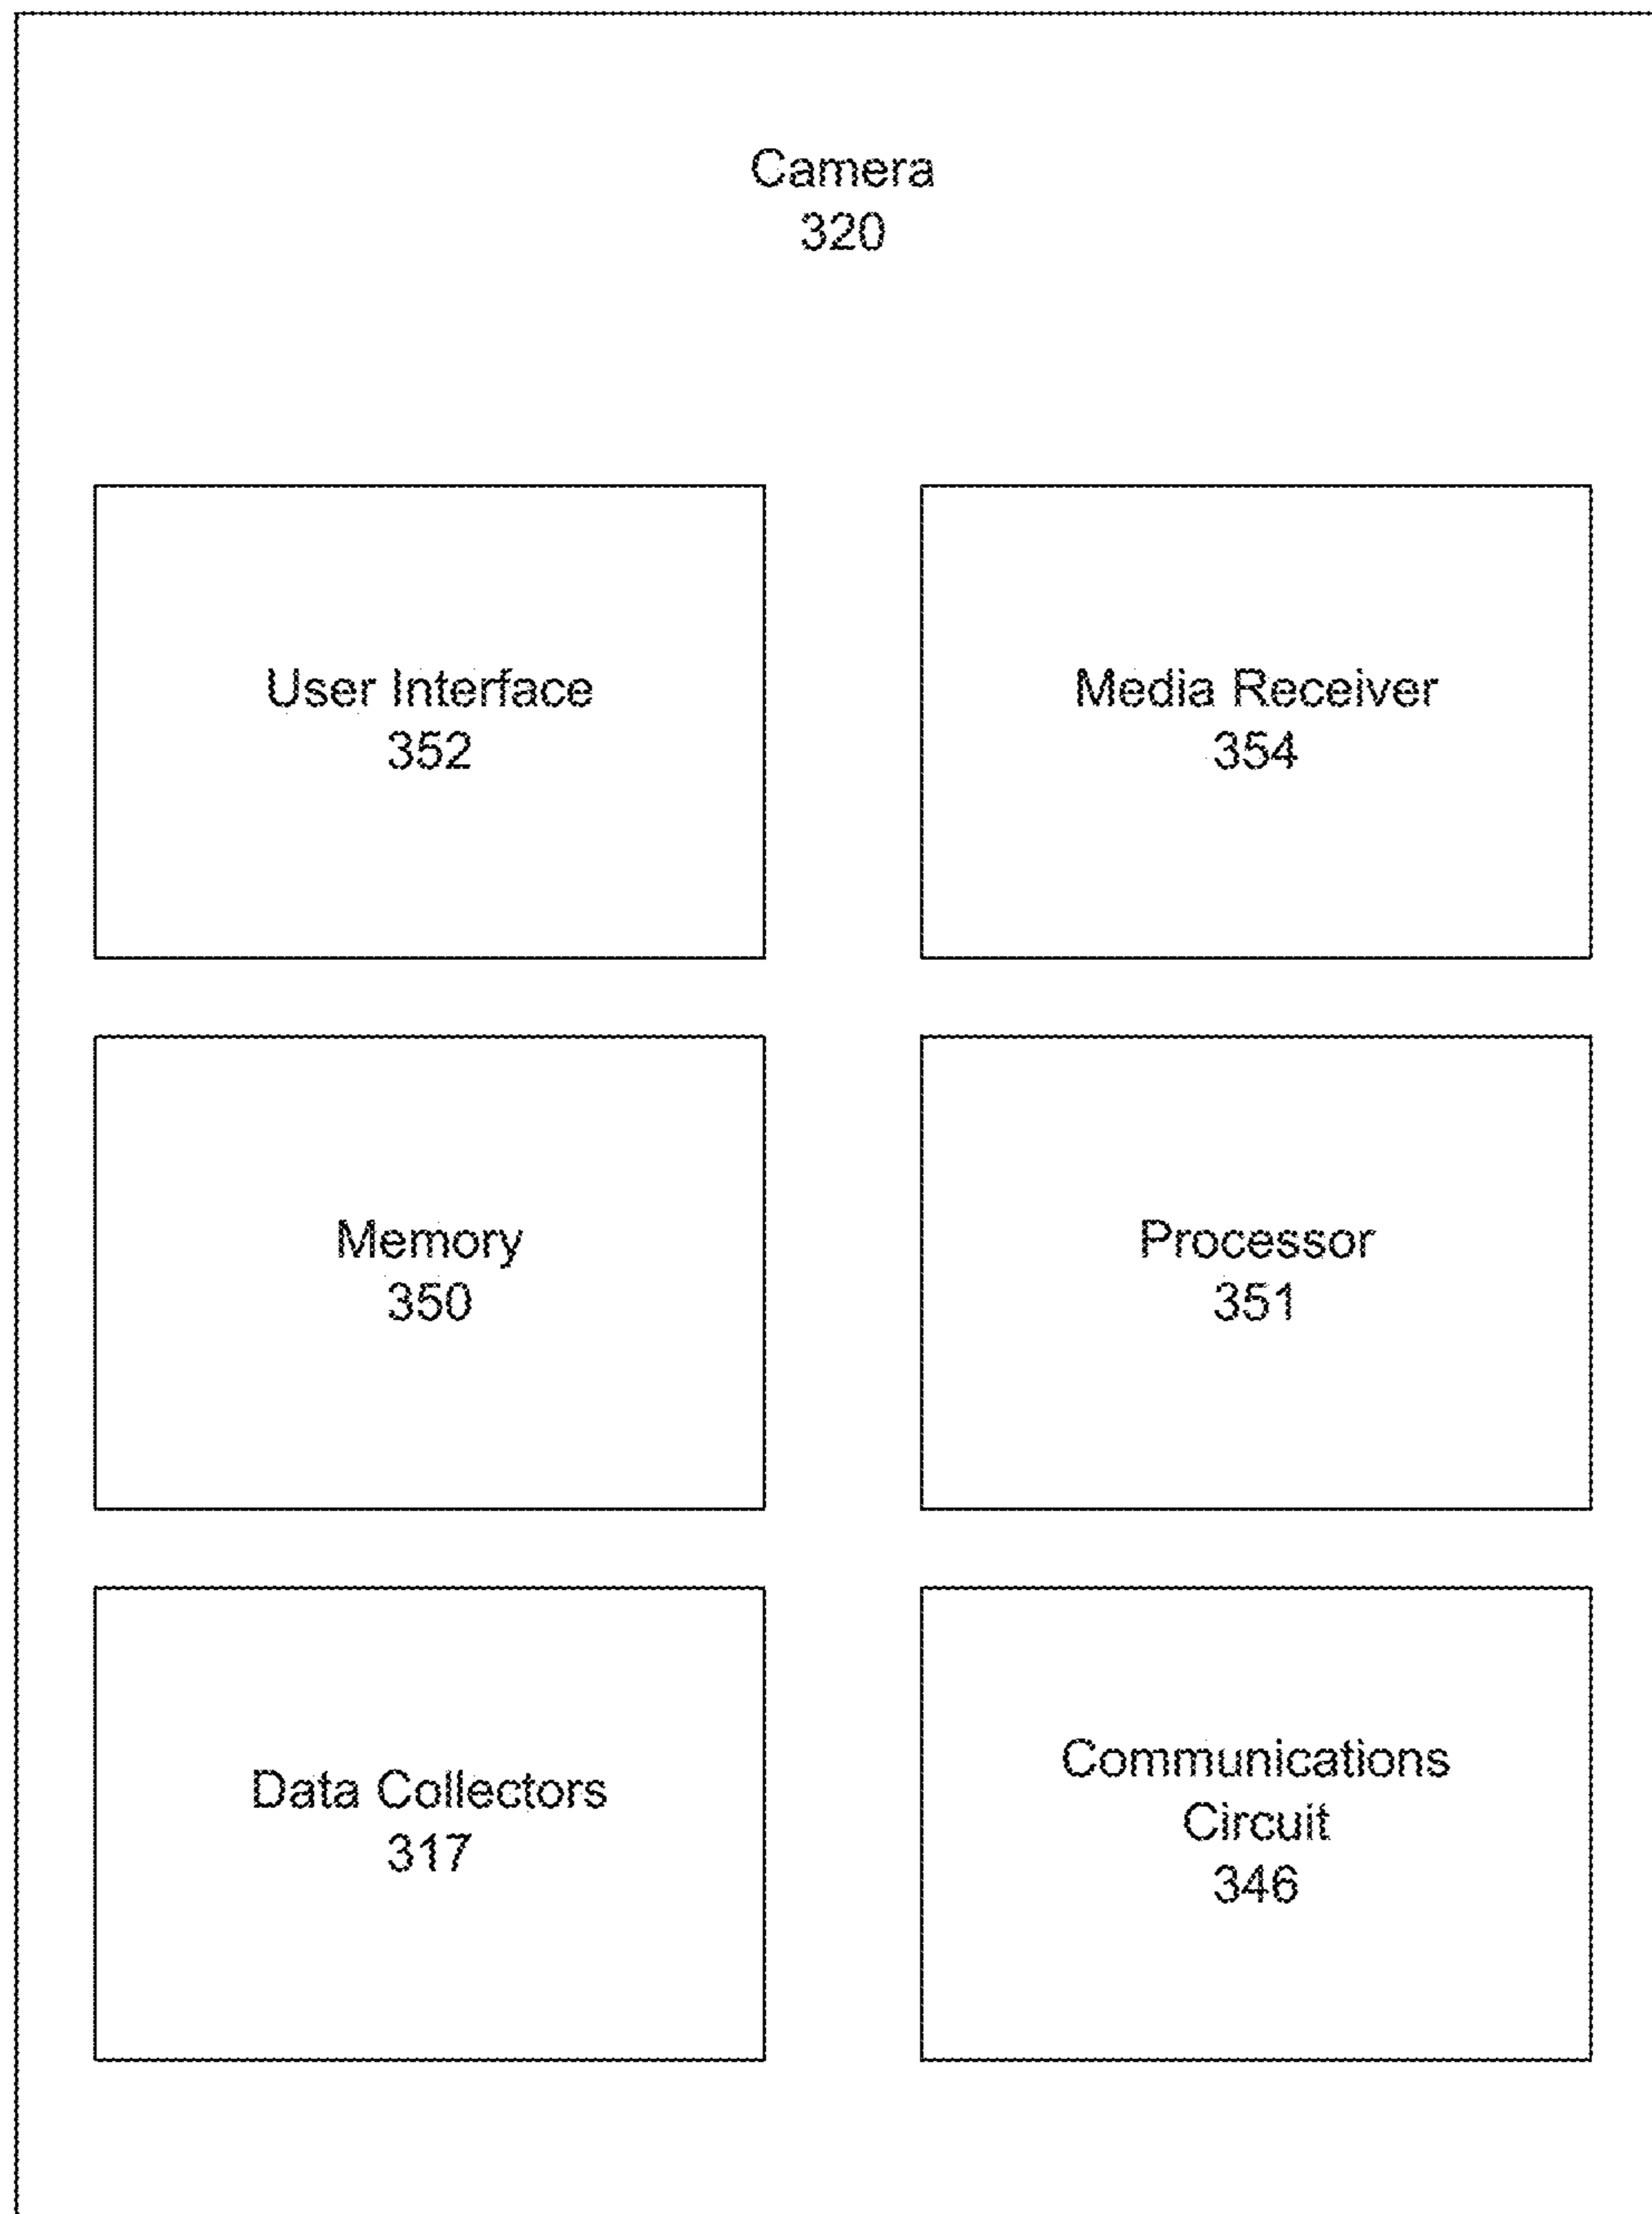 Camera
320
User Interface
352
Media Receiver
354
Memory
350
Processor
351
Data Collectors
317
Communications
Circuit
346